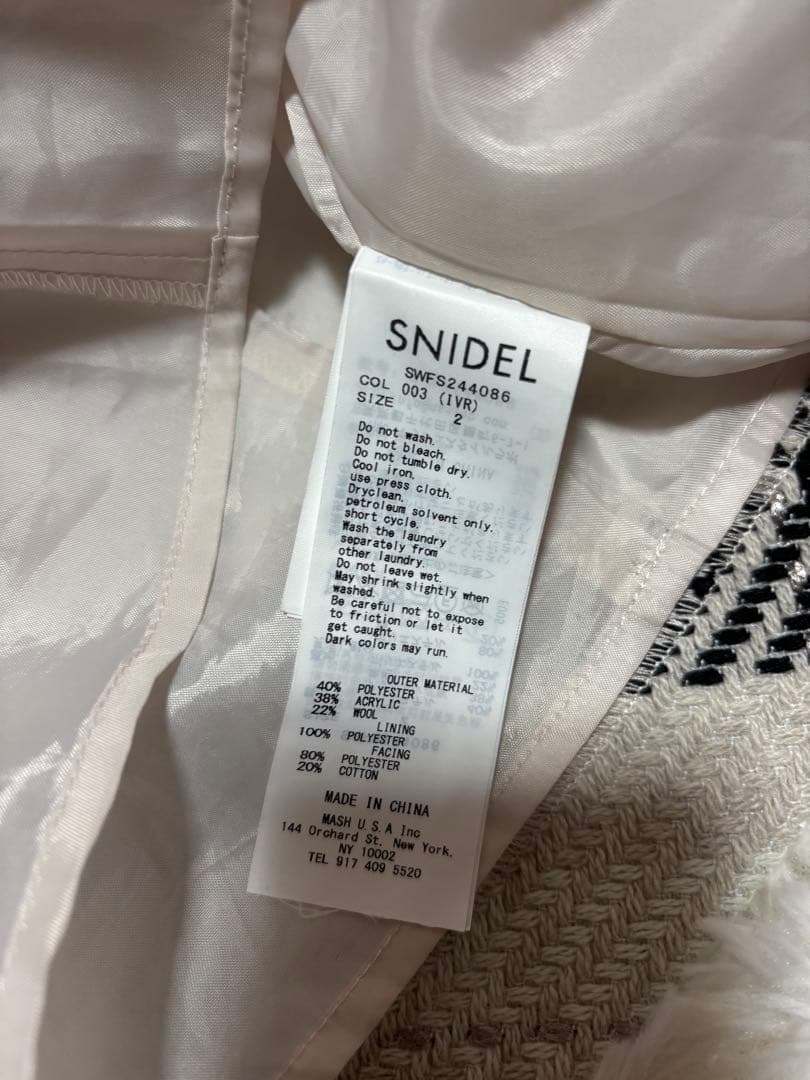 SNIDEL
SWFS244086
COL 003 (IVR)
SIZE 2
Do not wash.
Do not bleach.
Do not tumble dry.
Cool iron.
use press cloth.
Dryclean.
petroleum solvent only.
short cycle.
Wash the laundry
separately from
other laundry.
Do not leave wet.
May shrink slightly when
washed.
Be careful not to expose
to friction or let it
get caught.
Dark colors may run.
OUTER MATERIAL
40% POLYESTER
38% ACRYLIC
22% WOOL
LINING
100% POLYESTER
FACING
80% POLYESTER
20% COTTON
MADE IN CHINA
MASH U.S.A Inc
144 Orchard St. New York,
NY 10002
TEL 917 409 5520